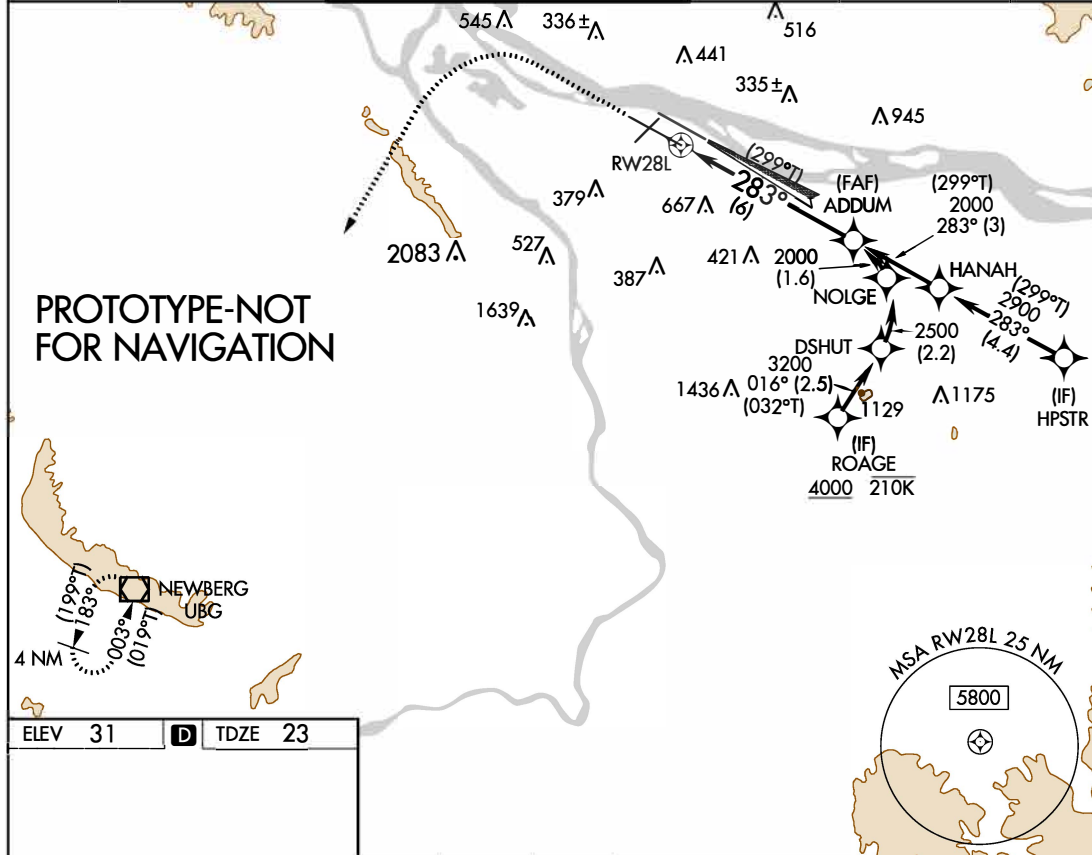 545
336±
516
441
335±
945
(299°T)
RW28L
283°
(6)
(FAF)
ADDUM
(299°T)
2000
283° (3)
379
667
2083
527
387
421
2000
(1.6)
NOLGE
HANAH
(299°T)
2900
283°
(4.4)
PROTOTYPE-NOT
FOR NAVIGATION
1639
DSHUT
2500
(2.2)
3200
016° (2.5)
(032°T)
1436
1129
1175
(IF)
HPSTR
(IF)
ROAGE
4000 210K
(199°T)
183°
003°
(019°T)
NEWBERG
UBG
4 NM
MSA RW28L 25 NM
5800
ELEV 31 D TDZE 23